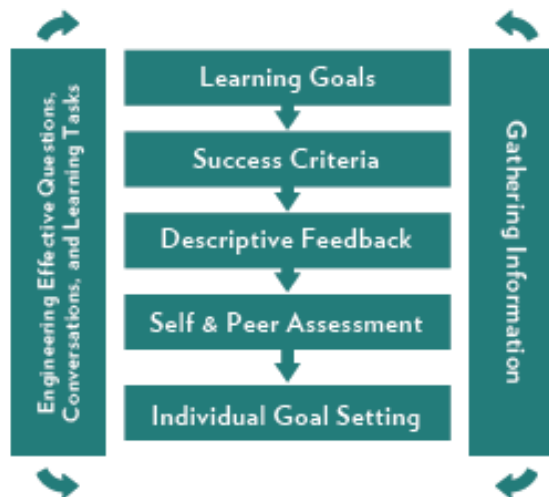 Engineering Effective Questions,
Conversations, and Learning Tasks
Learning Goals
Success Criteria
Descriptive Feedback
Self & Peer Assessment
Individual Goal Setting
Gathering Information